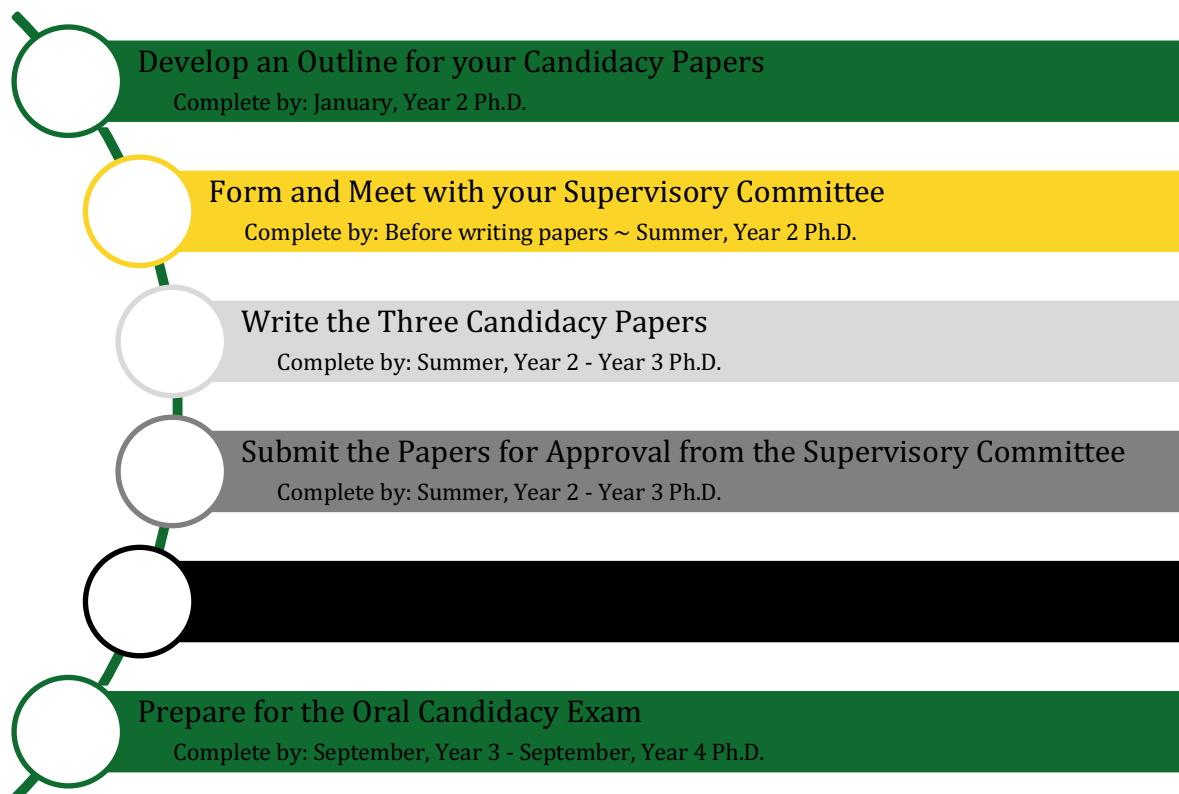 Develop an Outline for your Candidacy Papers
Complete by: January, Year 2 Ph.D.
Form and Meet with your Supervisory Committee
Complete by: Before writing papers ~ Summer, Year 2 Ph.D.
Write the Three Candidacy Papers
Complete by: Summer, Year 2 - Year 3 Ph.D.
Submit the Papers for Approval from the Supervisory Committee
Complete by: Summer, Year 2 - Year 3 Ph.D.
Prepare for the Oral Candidacy Exam
Complete by: September, Year 3 - September, Year 4 Ph.D.